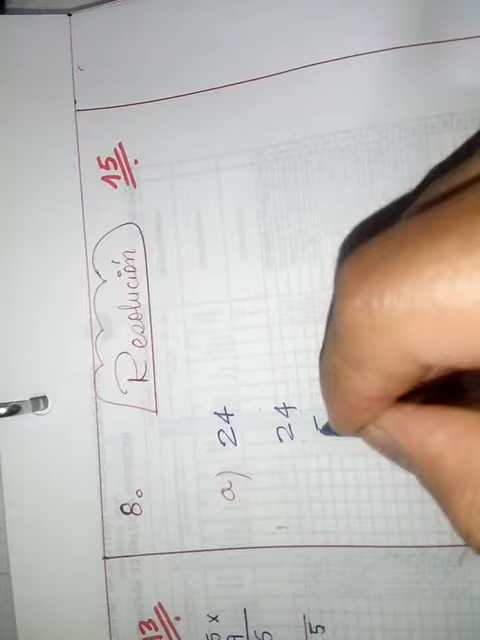 15.
Resolución
8.
a) 24
24
13.